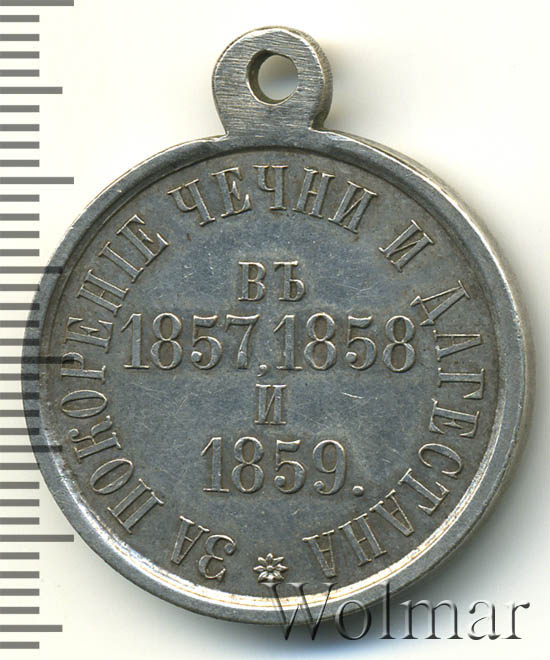 ЗА ПОКОРЕНІЕ ЧЕЧНИ И ДАГЕСТАНА
ВЪ
1857, 1858
И
1859.
Wolmar